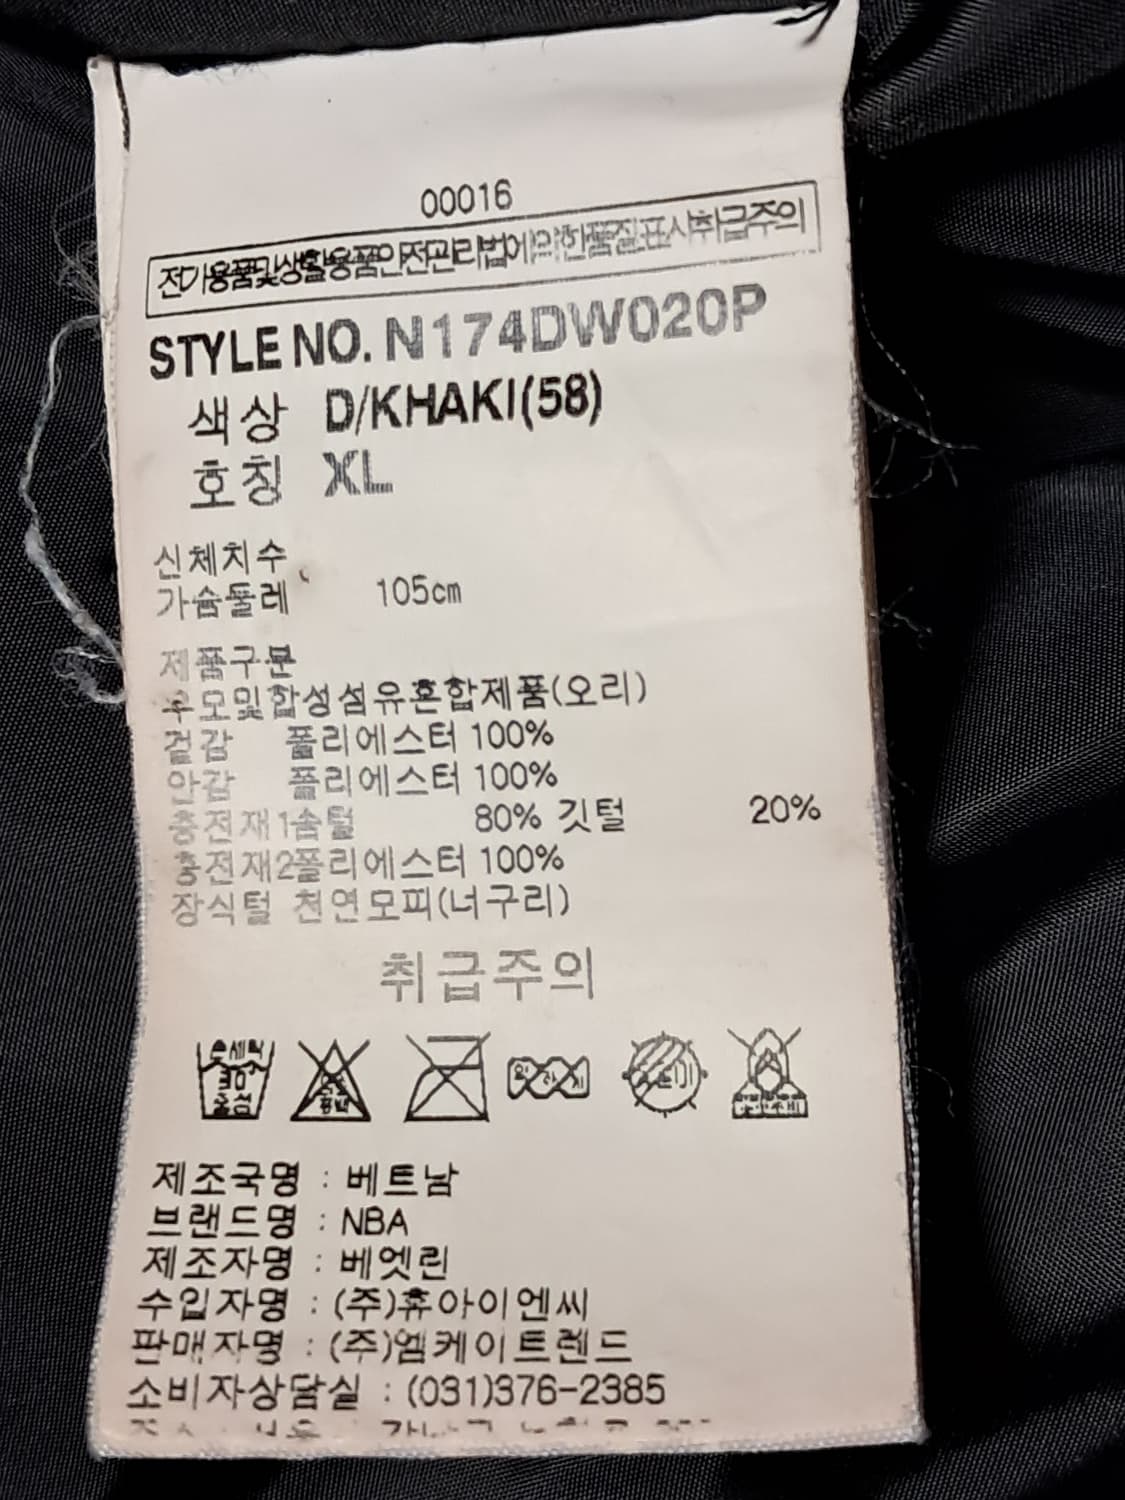 00016
전기용품및생활용품안전관리법에의한품질표시취급주의
STYLE NO. N174DW020P
색상 D/KHAKI(58)
호칭 XL
신체치수
가슴둘레 105cm
제품구분
우모및합성섬유혼합제품(오리)
겉감 폴리에스터 100%
안감 폴리에스터 100%
충전재1솜털 80% 깃털 20%
충전재2폴리에스터 100%
장식털 천연모피(너구리)
취급주의
손세탁
30°
중성
제조국명 : 베트남
브랜드명 : NBA
제조자명 : 베엣린
수입자명 : (주)휴아이엔씨
판매자명 : (주)엠케이트렌드
소비자상담실 : (031)376-2385